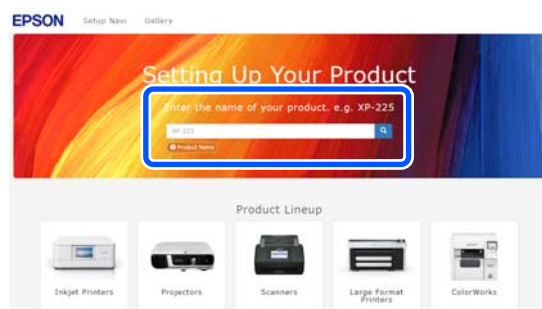 EPSON Setup Navi Gallery
Setting Up Your Product
Enter the name of your product. e.g. XP-225
XP-225
Product Name
Product Lineup
Inkjet Printers Projectors Scanners Large Format Printers ColorWorks